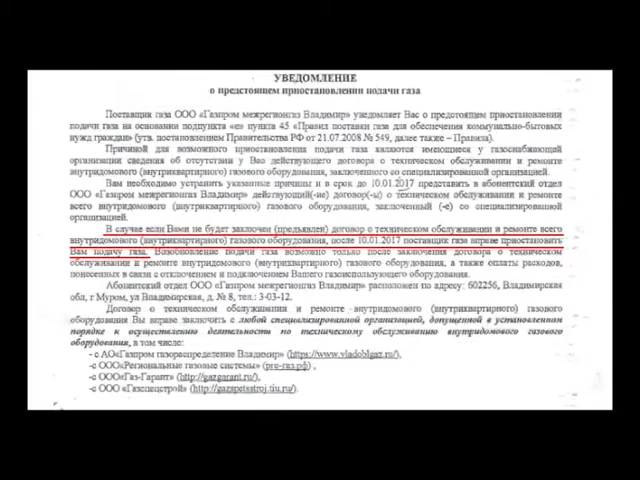 УВЕДОМЛЕНИЕ
о предстоящем приостановлении подачи газа
Поставщик газа ООО «Газпром межрегионгаз Владимир» уведомляет Вас о предстоящем приостановлении
подачи газа на основании подпункта «е» пункта 45 «Правил поставки газа для обеспечения коммунально-бытовых
нужд граждан» (утв. постановлением Правительства РФ от 21.07.2008 № 549, далее также – Правила).
Причиной для возможного приостановления подачи газа являются имеющиеся у газоснабжающей
организации сведения об отсутствии у Вас действующего договора о техническом обслуживании и ремонте
внутридомового (внутриквартирного) газового оборудования, заключенного со специализированной организацией.
Вам необходимо устранить указанные причины и в срок до 10.01.2017 представить в абонентский отдел
ООО «Газпром межрегионгаз Владимир» действующий(-ие) договор(-ы) о техническом обслуживании и ремонте
всего внутридомового (внутриквартирного) газового оборудования, заключенный (-е) со специализированной
организацией.
В случае если Вами не будет заключен (предъявлен) договор о техническом обслуживании и ремонте всего
внутридомового (внутриквартирного) газового оборудования, после 10.01.2017 поставщик газа вправе приостановить
Вам подачу газа. Возобновление подачи газа возможно только после заключения договора о техническом
обслуживании и ремонте внутридомового (внутриквартирного) газового оборудования, а также оплаты расходов,
понесенных в связи с отключением и подключением Вашего газоиспользующего оборудования.
Абонентский отдел ООО «Газпром межрегионгаз Владимир» расположен по адресу: 602256, Владимирская
обл, г Муром, ул Владимирская, д. № 8, тел.: 3-03-12.
Договор о техническом обслуживании и ремонте внутридомового (внутриквартирного) газового
оборудования Вы вправе заключить с любой специализированной организацией, допущенной в установленном
порядке к осуществлению деятельности по техническому обслуживанию внутридомового газового
оборудования, в том числе:
- с АО«Газпром газораспределение Владимир» (https://www.vladoblgaz.ru/),
-с ООО«Региональные газовые системы» (рге-газ.рф) ,
-с ООО«Газ-Гарант» (http://gazgarant.ru/),
-с ООО «Газспецстрой» (http://gazspetsstroj.tiu.ru/).